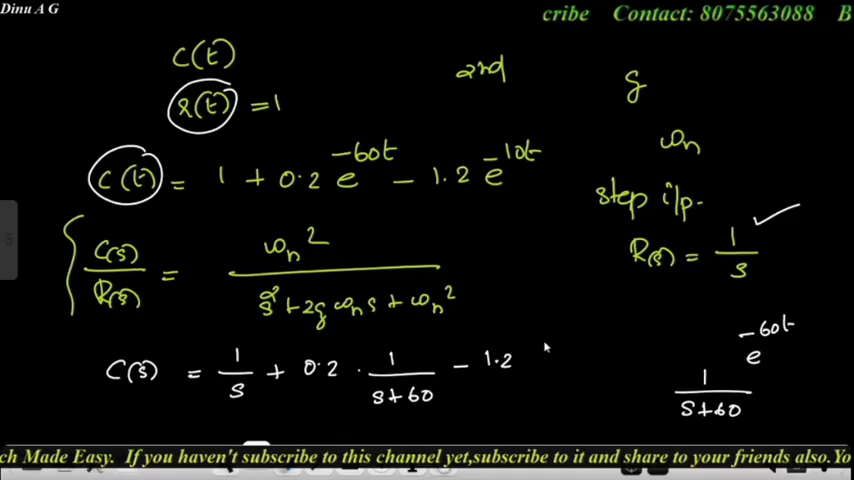 Dinu A G
cribe Contact: 8075563088 B
C(t)
2nd
r(t) = 1
ξ
ωn
C(t) = 1 + 0.2 e^-60t - 1.2 e^-10t
step i/p.
R(s) = 1/s
C(s)/R(s) = ωn^2 / s^2 + 2ξωns + ωn^2
C(s) = 1/s + 0.2 . 1/s+60 - 1.2
e^-60t
1/s+60
ch Made Easy. If you haven't subscribe to this channel yet,subscribe to it and share to your friends also.Yo